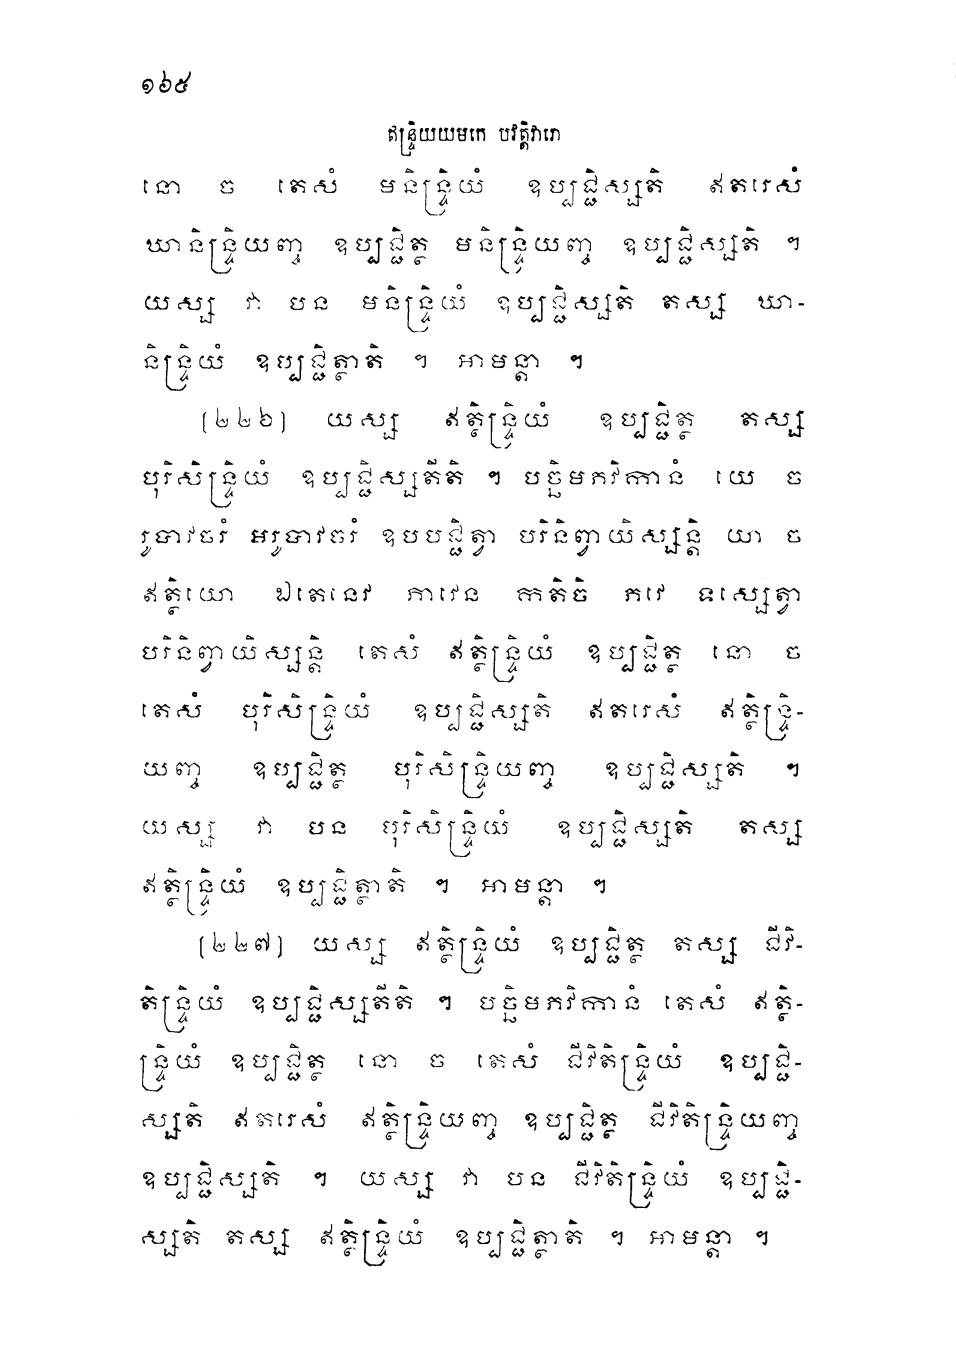 ១៦៥
ឥន្ទ្រិយយមកេ បវត្តិវារោ
នោ ច តេសំ មនិន្ទ្រិយំ ឧប្បជ្ជិស្សតិ ឥតរេសំ
ឃានិន្ទ្រិយញ្ច ឧប្បជ្ជិត្ថ មនិន្ទ្រិយញ្ច ឧប្បជ្ជិស្សតិ ។
យស្ស វា បន មនិន្ទ្រិយំ ឧប្បជ្ជិស្សតិ តស្ស ឃា-
និន្ទ្រិយំ ឧប្បជ្ជិត្ថាតិ ។ អាមន្តា ៕
(២២៦) យស្ស ឥត្ថិន្ទ្រិយំ ឧប្បជ្ជិត្ថ តស្ស
បុរិសិន្ទ្រិយំ ឧប្បជ្ជិស្សតីតិ ។ បច្ឆិមភវិកានំ យេ ច
រូបាវចរំ អរូបាវចរំ ឧបបជ្ជិត្វា បរិនិព្វាយិស្សន្តិ យា ច
ឥត្ថិយោ ឯតេនេវ ភាវេន កតិចិ ភវេ ទស្សេត្វា
បរិនិព្វាយិស្សន្តិ តេសំ ឥត្ថិន្ទ្រិយំ ឧប្បជ្ជិត្ថ នោ ច
តេសំ បុរិសិន្ទ្រិយំ ឧប្បជ្ជិស្សតិ ឥតរេសំ ឥត្ថិន្ទ្រិ-
យញ្ច ឧប្បជ្ជិត្ថ បុរិសិន្ទ្រិយញ្ច ឧប្បជ្ជិស្សតិ ។
យស្ស វា បន បុរិសិន្ទ្រិយំ ឧប្បជ្ជិស្សតិ តស្ស
ឥត្ថិន្ទ្រិយំ ឧប្បជ្ជិត្ថាតិ ។ អាមន្តា ។
(២២៧) យស្ស ឥត្ថិន្ទ្រិយំ ឧប្បជ្ជិត្ថ តស្ស ជីវិ-
តិន្ទ្រិយំ ឧប្បជ្ជិស្សតីតិ ។ បច្ឆិមភវិកានំ តេសំ ឥត្ថិ-
ន្ទ្រិយំ ឧប្បជ្ជិត្ថ នោ ច តេសំ ជីវិតិន្ទ្រិយំ ឧប្បជ្ជិ-
ស្សតិ ឥតរេសំ ឥត្ថិន្ទ្រិយញ្ច ឧប្បជ្ជិត្ថ ជីវិតិន្ទ្រិយញ្ច
ឧប្បជ្ជិស្សតិ ។ យស្ស វា បន ជីវិតិន្ទ្រិយំ ឧប្បជ្ជិ-
ស្សតិ តស្ស ឥត្ថិន្ទ្រិយំ ឧប្បជ្ជិត្ថាតិ ។ អាមន្តា ។